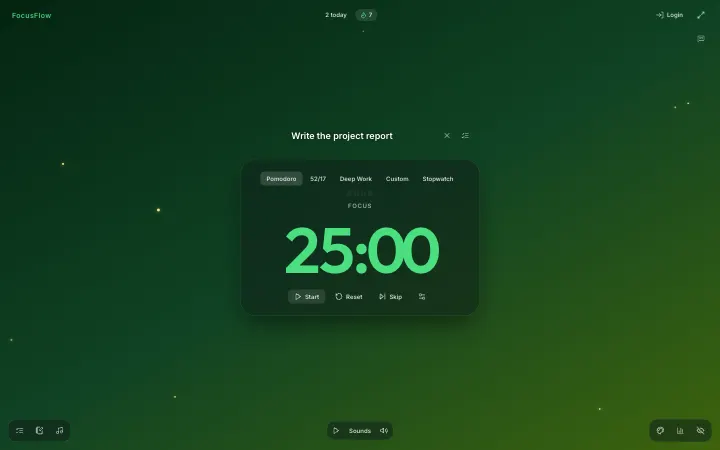 FocusFlow
2 today
7
Login
Write the project report
Pomodoro
52/17
Deep Work
Custom
Stopwatch
FOCUS
25:00
Start
Reset
Skip
Sounds